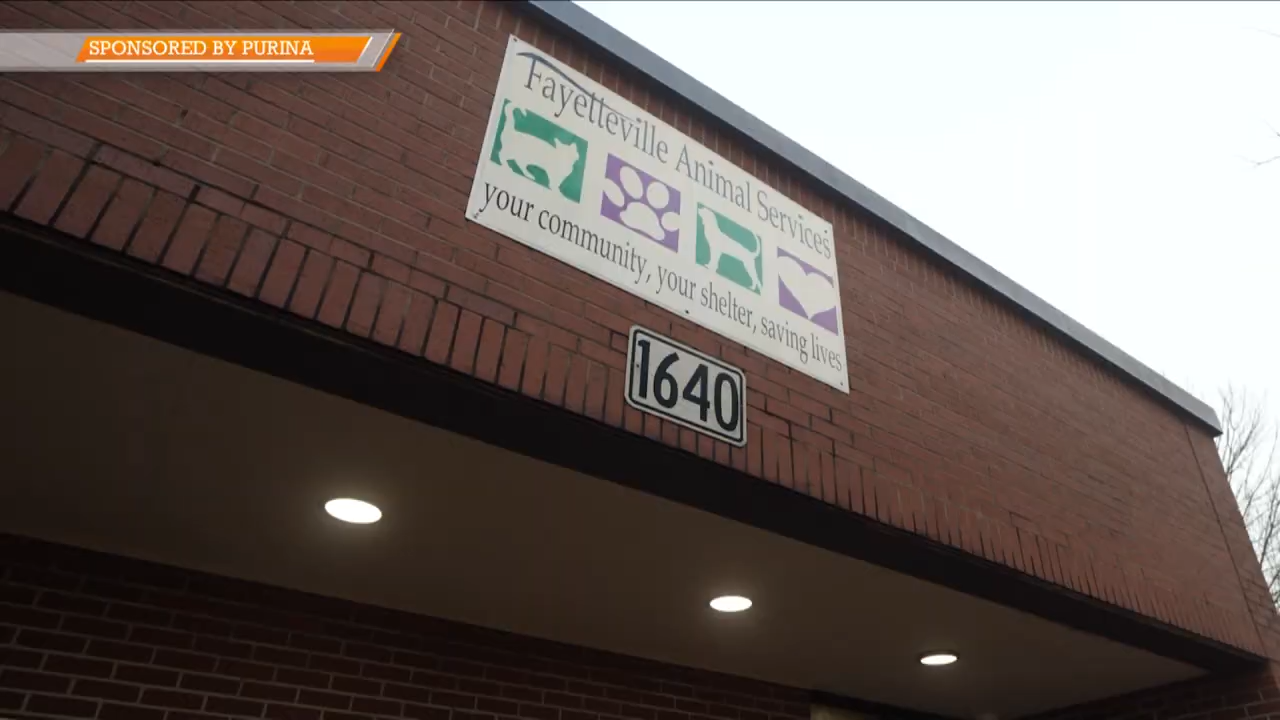 SPONSORED BY PURINA
Fayetteville Animal Services
your community, your shelter, saving lives
1640